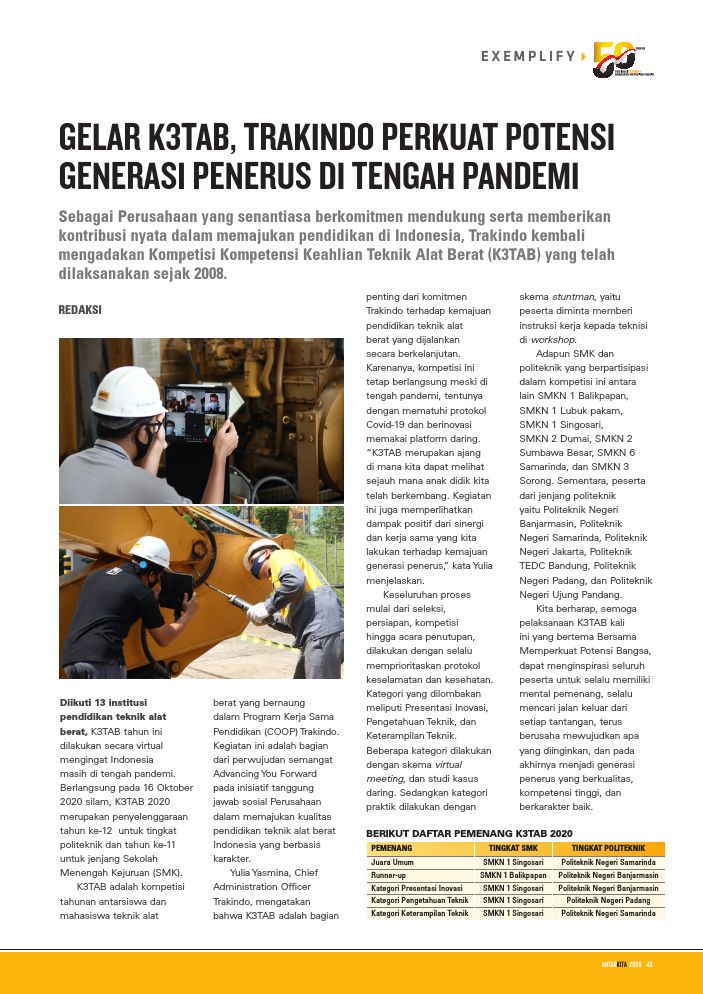 EXEMPLIFY
50
GELAR K3TAB, TRAKINDO PERKUAT POTENSI
GENERASI PENERUS DI TENGAH PANDEMI
Sebagai Perusahaan yang senantiasa berkomitmen mendukung serta memberikan
kontribusi nyata dalam memajukan pendidikan di Indonesia, Trakindo kembali
mengadakan Kompetisi Kompetensi Keahlian Teknik Alat Berat (K3TAB) yang telah
dilaksanakan sejak 2008.
REDAKSI
Diikuti 13 institusi
pendidikan teknik alat
berat, K3TAB tahun ini
dilakukan secara virtual
mengingat Indonesia
masih di tengah pandemi.
Berlangsung pada 16 Oktober
2020 silam, K3TAB 2020
merupakan penyelenggaraan
tahun ke-12 untuk tingkat
politeknik dan tahun ke-11
untuk jenjang Sekolah
Menengah Kejuruan (SMK).
K3TAB adalah kompetisi
tahunan antarsiswa dan
mahasiswa teknik alat
berat yang bernaung
dalam Program Kerja Sama
Pendidikan (COOP) Trakindo.
Kegiatan ini adalah bagian
dari perwujudan semangat
Advancing You Forward
pada inisiatif tanggung
jawab sosial Perusahaan
dalam memajukan kualitas
pendidikan teknik alat berat
Indonesia yang berbasis
karakter.
Yulia Yasmina, Chief
Administration Officer
Trakindo, mengatakan
bahwa K3TAB adalah bagian
penting dari komitmen
Trakindo terhadap kemajuan
pendidikan teknik alat
berat yang dijalankan
secara berkelanjutan.
Karenanya, kompetisi ini
tetap berlangsung meski di
tengah pandemi, tentunya
dengan mematuhi protokol
Covid-19 dan berinovasi
memakai platform daring.
"K3TAB merupakan ajang
di mana kita dapat melihat
sejauh mana anak didik kita
telah berkembang. Kegiatan
ini juga memperlihatkan
dampak positif dari sinergi
dan kerja sama yang kita
lakukan terhadap kemajuan
generasi penerus," kata Yulia
menjelaskan.
Keseluruhan proses
mulai dari seleksi,
persiapan, kompetisi
hingga acara penutupan,
dilakukan dengan selalu
memprioritaskan protokol
keselamatan dan kesehatan.
Kategori yang dilombakan
meliputi Presentasi Inovasi,
Pengetahuan Teknik, dan
Keterampilan Teknik.
Beberapa kategori dilakukan
dengan skema virtual
meeting, dan studi kasus
daring. Sedangkan kategori
praktik dilakukan dengan
skema stuntman, yaitu
peserta diminta memberi
instruksi kerja kepada teknisi
di workshop.
Adapun SMK dan
politeknik yang berpartisipasi
dalam kompetisi ini antara
lain SMKN 1 Balikpapan,
SMKN 1 Lubuk pakam,
SMKN 1 Singosari,
SMKN 2 Dumai, SMKN 2
Sumbawa Besar, SMKN 6
Samarinda, dan SMKN 3
Sorong. Sementara, peserta
dari jenjang politeknik
yaitu Politeknik Negeri
Banjarmasin, Politeknik
Negeri Samarinda, Politeknik
Negeri Jakarta, Politeknik
TEDC Bandung, Politeknik
Negeri Padang, dan Politeknik
Negeri Ujung Pandang.
Kita berharap, semoga
pelaksanaan K3TAB kali
ini yang bertema Bersama
Memperkuat Potensi Bangsa,
dapat menginspirasi seluruh
peserta untuk selalu memiliki
mental pemenang, selalu
mencari jalan keluar dari
setiap tantangan, terus
berusaha mewujudkan apa
yang diinginkan, dan pada
akhirnya menjadi generasi
penerus yang berkualitas,
kompetensi tinggi, dan
berkarakter baik.
BERIKUT DAFTAR PEMENANG K3TAB 2020
PEMENANG TINGKAT SMK TINGKAT POLITEKNIK
Juara Umum SMKN 1 Singosari Politeknik Negeri Samarinda
Runner-up SMKN 1 Balikpapan Politeknik Negeri Banjarmasin
Kategori Presentasi Inovasi SMKN 1 Singosari Politeknik Negeri Banjarmasin
Kategori Pengetahuan Teknik SMKN 1 Singosari Politeknik Negeri Padang
Kategori Keterampilan Teknik SMKN 1 Singosari Politeknik Negeri Samarinda
ANTARKITA 2020 43